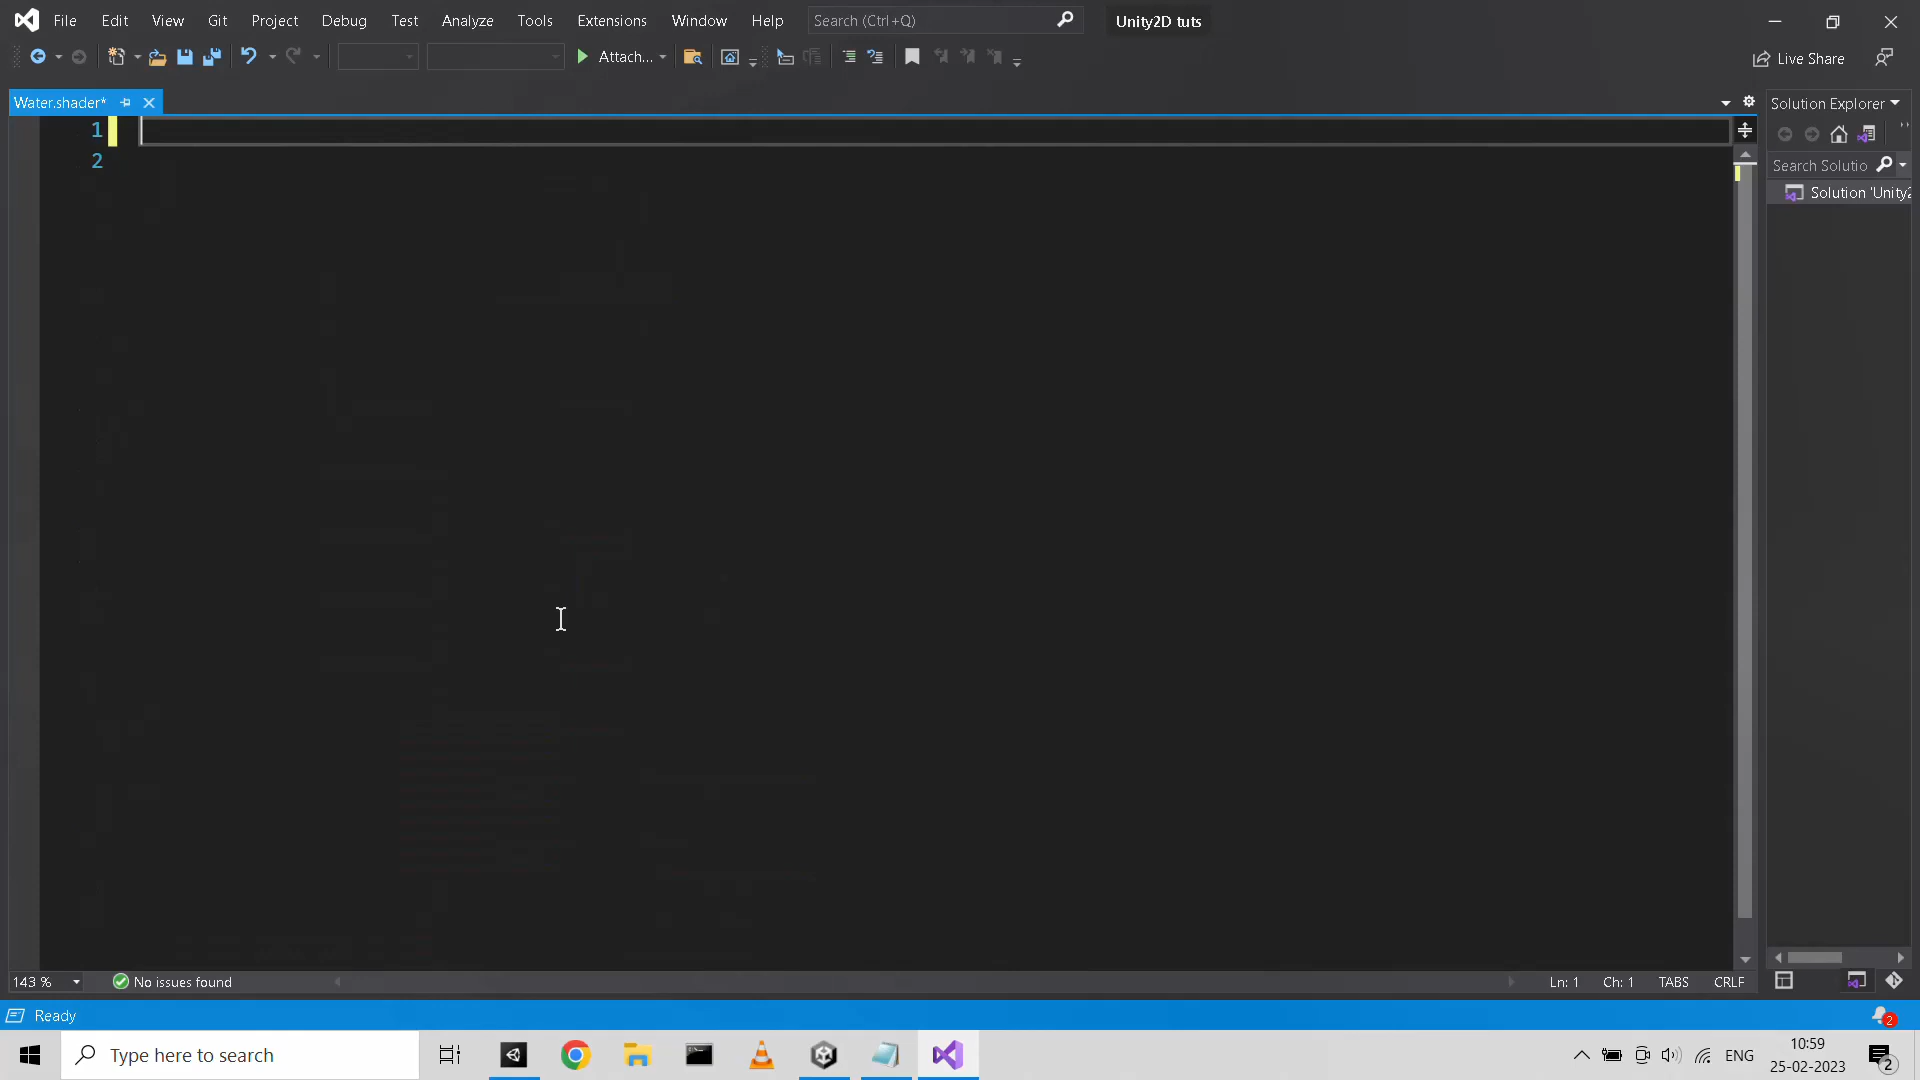 File Edit View Git Project Debug Test Analyze Tools Extensions Window Help Search (Ctrl+Q) Unity2D tuts
Attach... Live Share
Water.shader* Solution Explorer
1
2
Search Solutio
Solution 'Unity2
143 % No issues found Ln: 1 Ch: 1 TABS CRLF
Ready 2
Type here to search ENG 10:59
25-02-2023 2